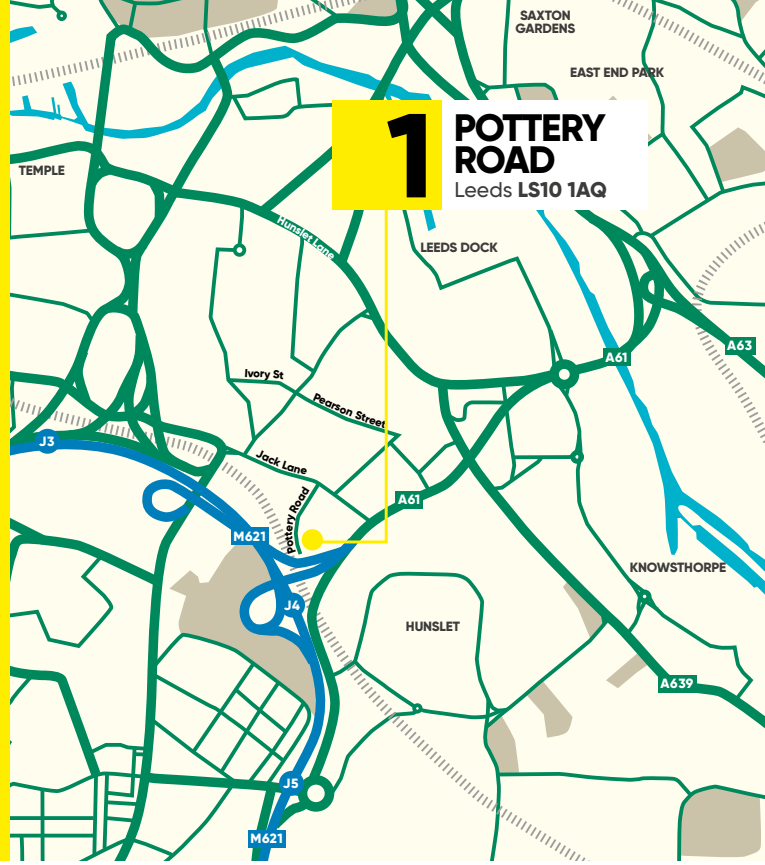 SAXTON
GARDENS
EAST END PARK
1
POTTERY
ROAD
Leeds LS10 1AQ
TEMPLE
Hunslet Lane
LEEDS DOCK
A63
A61
Ivory St
Pearson Street
J3
Jack Lane
Pottery Road
A61
M621
KNOWSTHORPE
J4
HUNSLET
A639
J5
M621